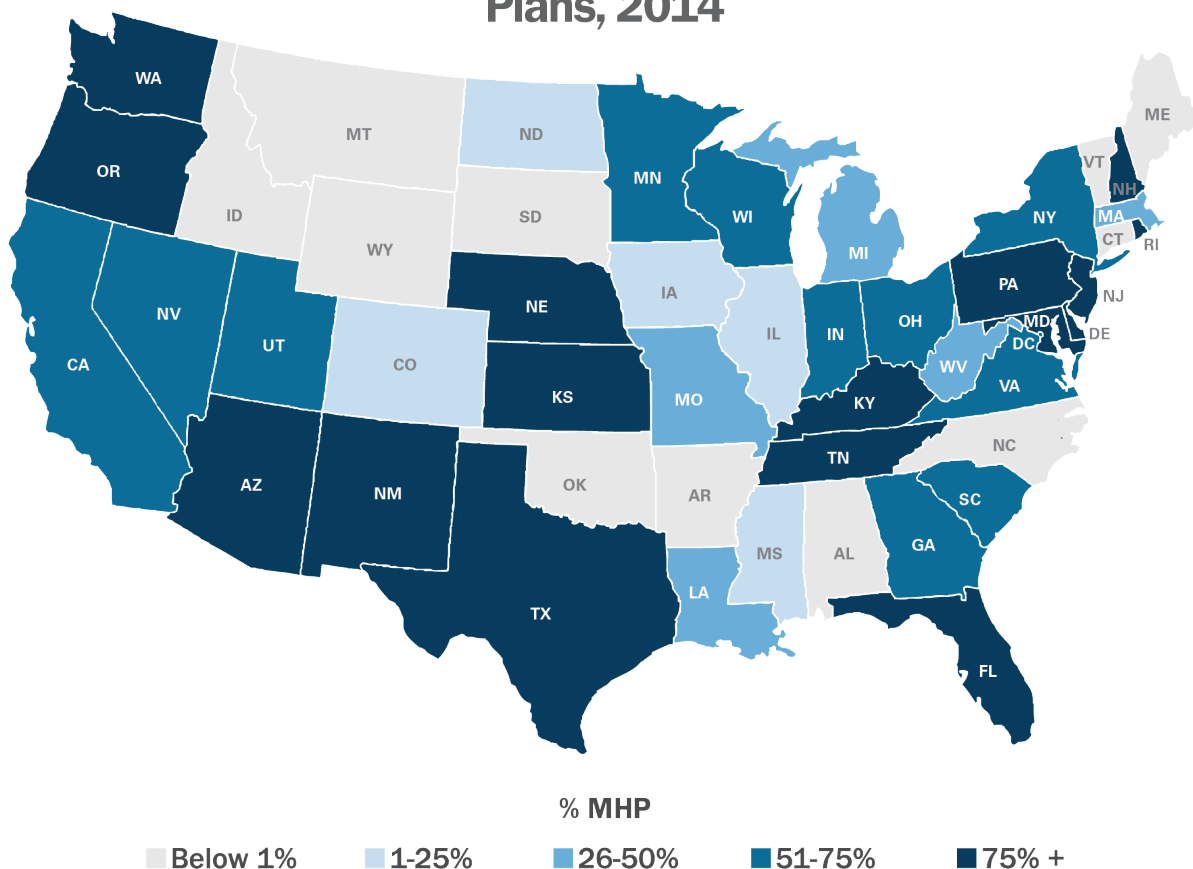 Plans, 2014
WA
MT
ND
ME
OR
MN
VT
NH
ID
SD
WI
NY
MA
WY
MI
CT
RI
IA
PA
NE
NJ
NV
IL
IN
OH
MD
DE
UT
DC
CA
CO
WV
VA
KS
MO
KY
NC
TN
AZ
NM
OK
AR
SC
MS
AL
GA
LA
TX
FL
% MHP
Below 1%
1-25%
26-50%
51-75%
75% +